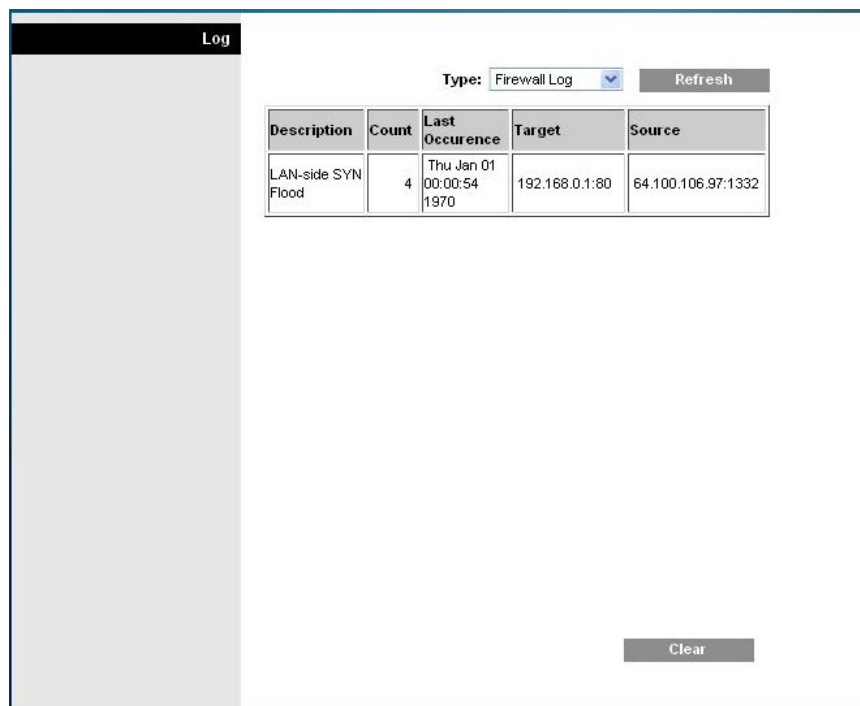 Log
Type: Firewall Log Refresh
Description Count Last Occurence Target Source
LAN-side SYN Flood 4 Thu Jan 01 00:00:54 1970 192.168.0.1:80 64.100.106.97:1332
Clear